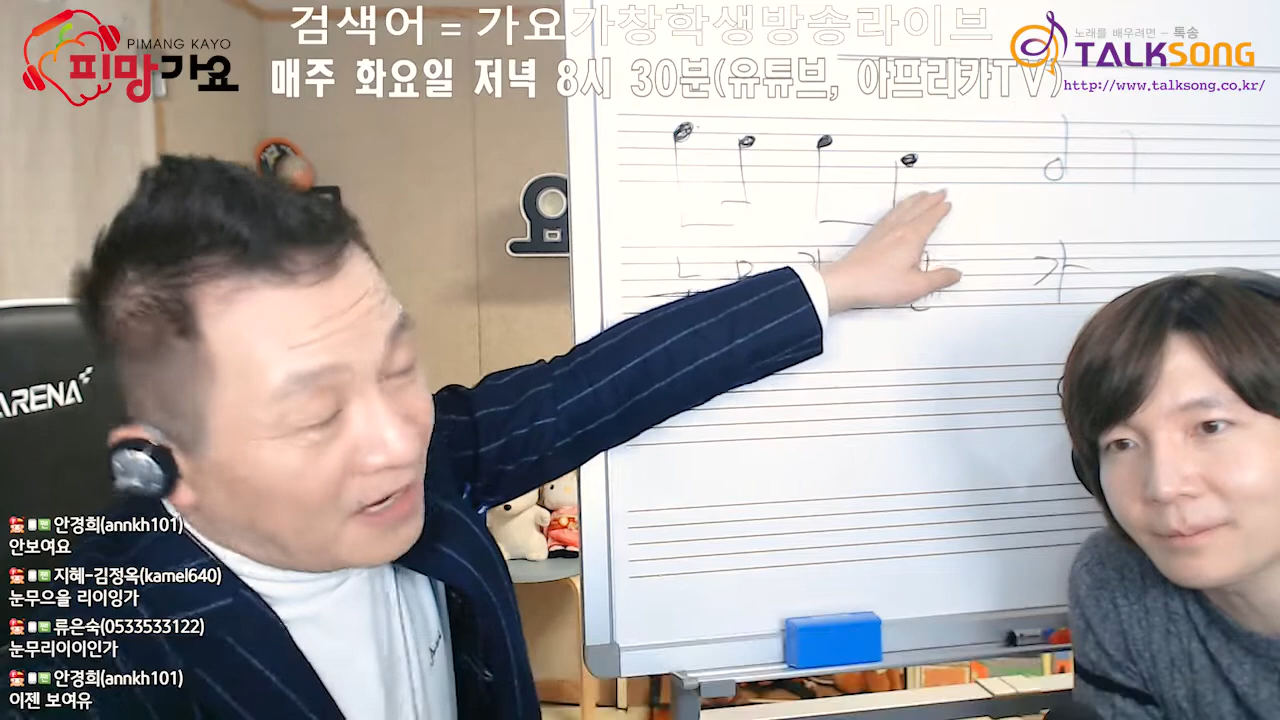 검색어 = 가요가창학생방송라이브
매주 화요일 저녁 8시 30분(유튜브, 아프리카TV)
PIMANG KAYO
피망가요
노래를 배우려면 – 톡송
TALKSONG
http://www.talksong.co.kr/
가
ARENA
안경희(annkh101)
안보여요
지혜-김정옥(kamel640)
눈무으을 리이잉가
류은숙(0533533122)
눈무리이이인가
안경희(annkh101)
이젠 보여유